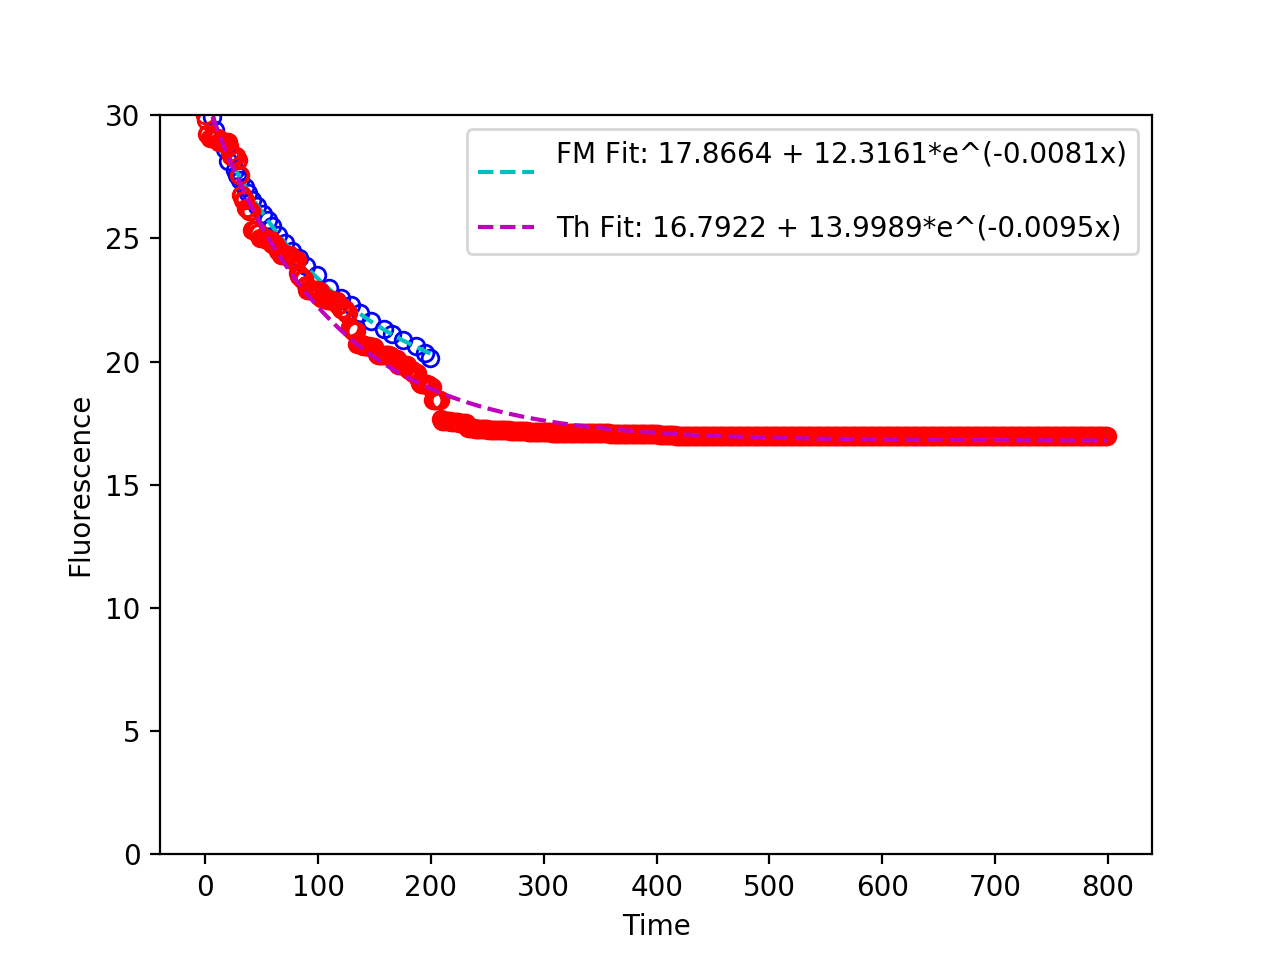 FM Fit: 17.8664 + 12.3161*e^(-0.0081x)
Th Fit: 16.7922 + 13.9989*e^(-0.0095x)
30
25
20
15
10
5
0
Fluorescence
0 100 200 300 400 500 600 700 800
Time